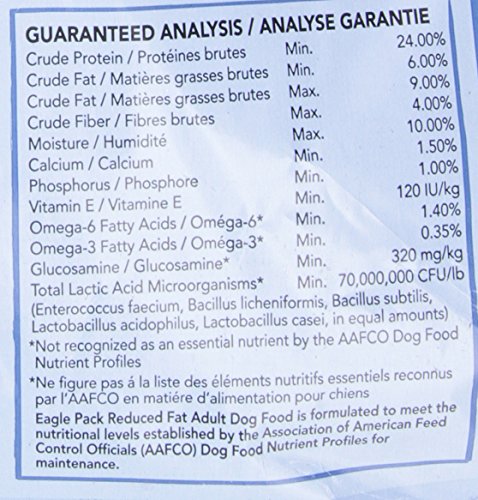 GUARANTEED ANALYSIS / ANALYSE GARANTIE
Crude Protein / Protéines brutes Min. 24.00%
Crude Fat / Matières grasses brutes Min. 6.00%
Crude Fat / Matières grasses brutes Max. 9.00%
Crude Fiber / Fibres brutes Max. 4.00%
Moisture / Humidité Max. 10.00%
Calcium / Calcium Min. 1.50%
Phosphorus / Phosphore Min. 1.00%
Vitamin E / Vitamine E Min. 120 IU/kg
Omega-6 Fatty Acids / Oméga-6* Min. 1.40%
Omega-3 Fatty Acids / Oméga-3* Min. 0.35%
Glucosamine / Glucosamine* Min. 320 mg/kg
Total Lactic Acid Microorganisms* Min. 70,000,000 CFU/lb
(Enterococcus faecium, Bacillus licheniformis, Bacillus subtilis,
Lactobacillus acidophilus, Lactobacillus casei, in equal amounts)
*Not recognized as an essential nutrient by the AAFCO Dog Food
Nutrient Profiles
*Ne figure pas á la liste des éléments nutritifs essentiels reconnus
par l'AAFCO en matiére d'alimentation pour chiens
Eagle Pack Reduced Fat Adult Dog Food is formulated to meet the
nutritional levels established by the Association of American Feed
Control Officials (AAFCO) Dog Food Nutrient Profiles for
maintenance.